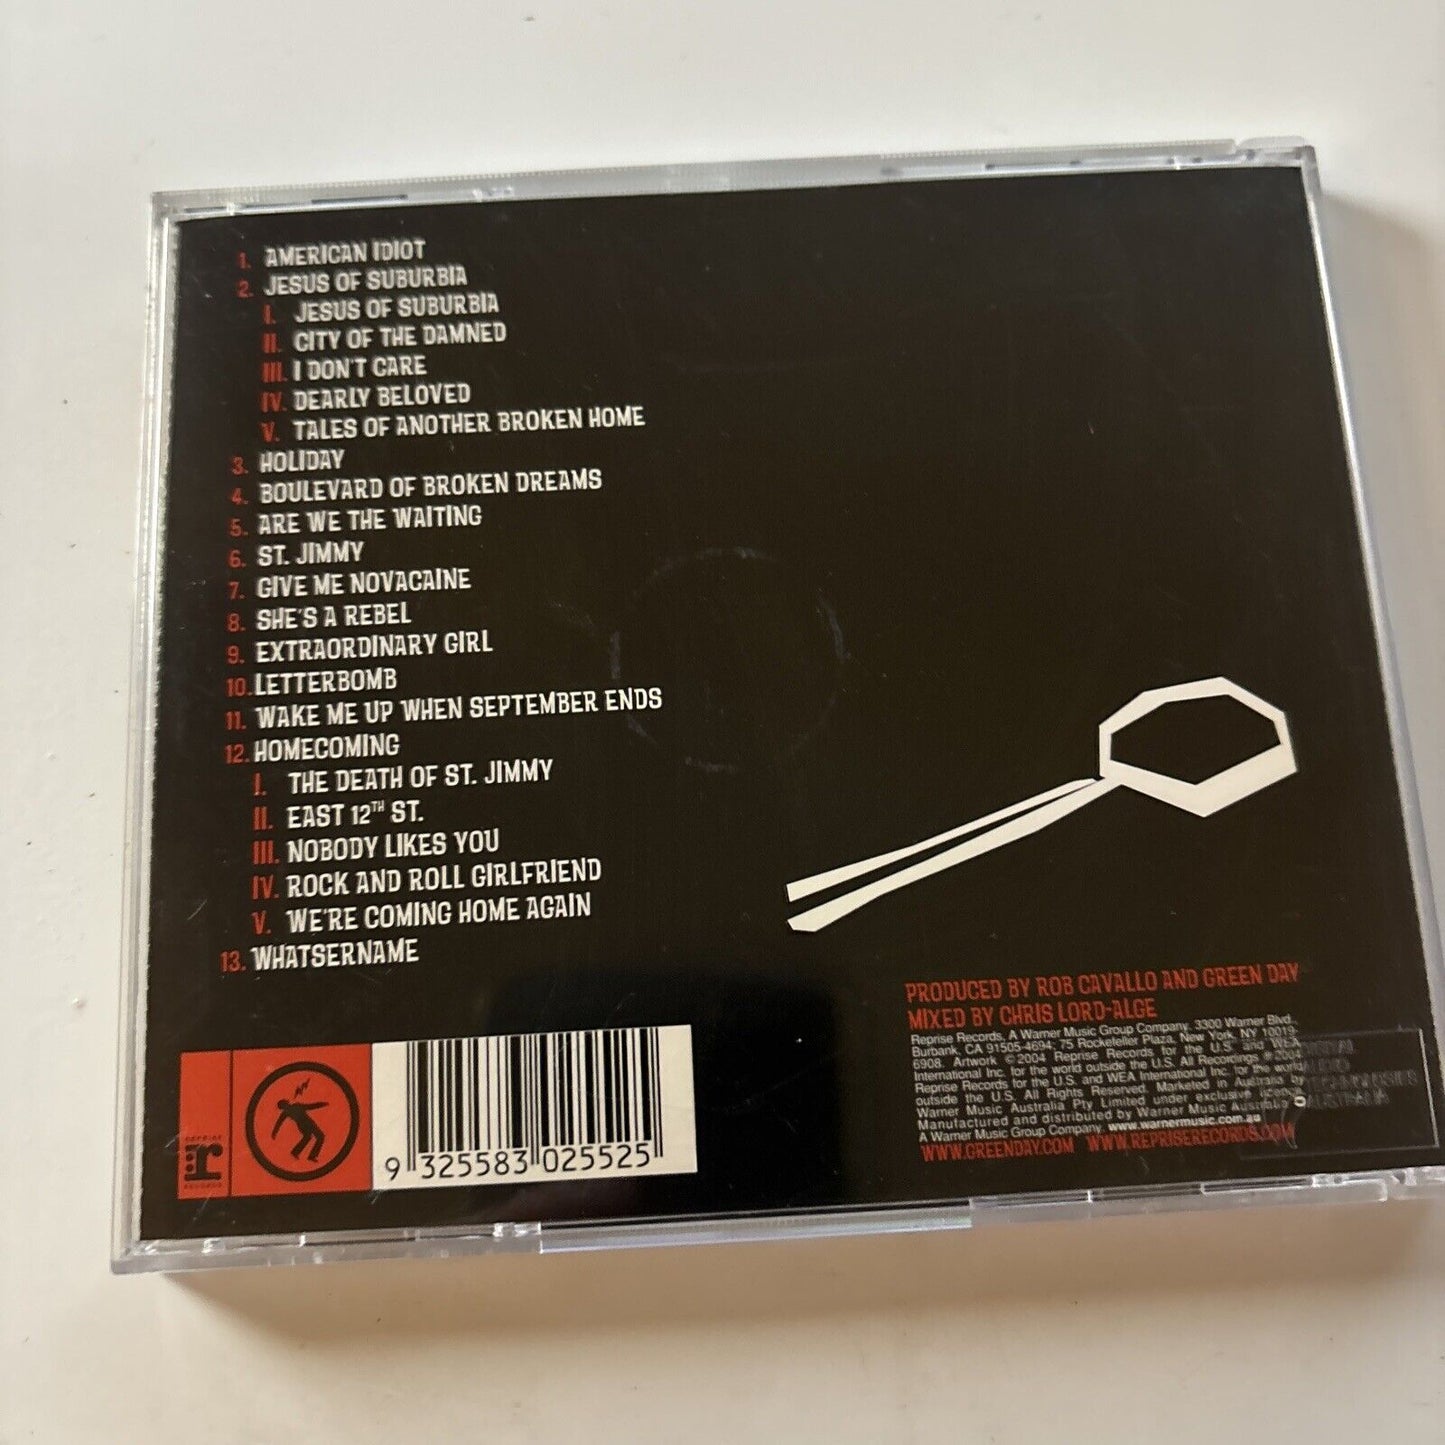 1. AMERICAN IDIOT
2. JESUS OF SUBURBIA
I. JESUS OF SUBURBIA
II. CITY OF THE DAMNED
III. I DON'T CARE
IV. DEARLY BELOVED
V. TALES OF ANOTHER BROKEN HOME
3. HOLIDAY
4. BOULEVARD OF BROKEN DREAMS
5. ARE WE THE WAITING
6. ST. JIMMY
7. GIVE ME NOVACAINE
8. SHE'S A REBEL
9. EXTRAORDINARY GIRL
10. LETTERBOMB
11. WAKE ME UP WHEN SEPTEMBER ENDS
12. HOMECOMING
I. THE DEATH OF ST. JIMMY
II. EAST 12TH ST.
III. NOBODY LIKES YOU
IV. ROCK AND ROLL GIRLFRIEND
V. WE'RE COMING HOME AGAIN
13. WHATSERNAME
PRODUCED BY ROB CAVALLO AND GREEN DAY
MIXED BY CHRIS LORD-ALGE
Reprise Records, A Warner Music Group Company, 3300 Warner Blvd.,
Burbank, CA 91505-4694; 75 Rockefeller Plaza, New York, NY 10019-
6908. Artwork © 2004 Reprise Records for the U.S. and WEA
International Inc. for the world outside the U.S. All Recordings ℗ 2004
Reprise Records for the U.S. and WEA International Inc. for the world
outside the U.S. All Rights Reserved. Marketed in Australia by
Warner Music Australia Pty Limited under exclusive licence.
Manufactured and distributed by Warner Music Australia.
A Warner Music Group Company. www.warnermusic.com.au
WWW.GREENDAY.COM WWW.REPRISERECORDS.COM
REPRISE
r
RECORDS
9 325583 025525
AUSTRALIA